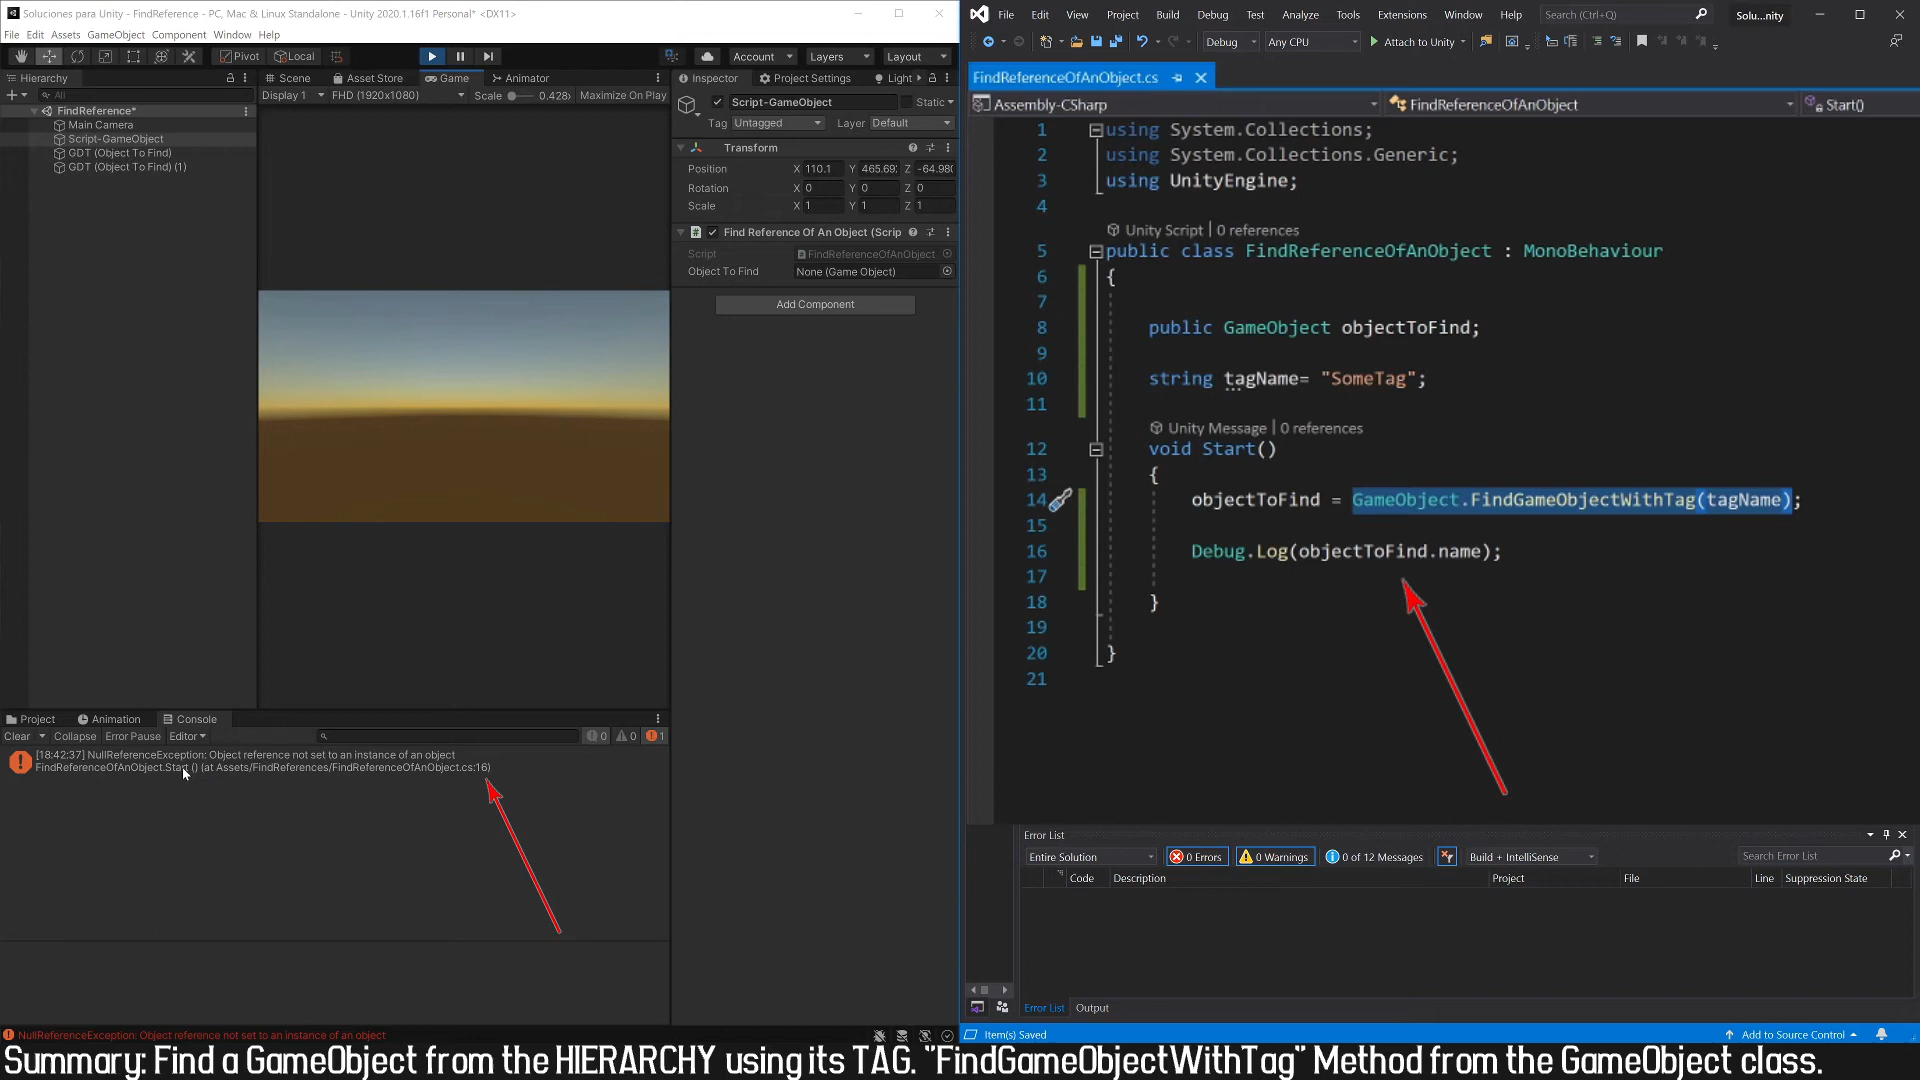 Soluciones para Unity - FindReference - PC, Mac & Linux Standalone - Unity 2020.1.16f1 Personal* <DX11>
File Edit Assets GameObject Component Window Help
Pivot Local Account Layers Layout
Hierarchy
All
FindReference*
Main Camera
Script-GameObject
GDT (Object To Find)
GDT (Object To Find) (1)
Scene Asset Store Game Animator
Display 1 FHD (1920x1080) Scale 0.428x Maximize On Play
Inspector Project Settings Light
Script-GameObject Static
Tag Untagged Layer Default
Transform
Position X 110.1 Y 465.69 Z -64.980
Rotation X 0 Y 0 Z 0
Scale X 1 Y 1 Z 1
Find Reference Of An Object (Scrip
Script FindReferenceOfAnObject
Object To Find None (Game Object)
Add Component
Project Animation Console
Clear Collapse Error Pause Editor 0 0 1
[18:42:37] NullReferenceException: Object reference not set to an instance of an object
FindReferenceOfAnObject.Start () (at Assets/FindReferences/FindReferenceOfAnObject.cs:16)
NullReferenceException: Object reference not set to an instance of an object
File Edit View Project Build Debug Test Analyze Tools Extensions Window Help Search (Ctrl+Q) Solu...nity
Debug Any CPU Attach to Unity
FindReferenceOfAnObject.cs
Assembly-CSharp FindReferenceOfAnObject Start()
1 using System.Collections;
2 using System.Collections.Generic;
3 using UnityEngine;
4
Unity Script | 0 references
5 public class FindReferenceOfAnObject : MonoBehaviour
6 {
7
8 public GameObject objectToFind;
9
10 string tagName= "SomeTag";
11
Unity Message | 0 references
12 void Start()
13 {
14 objectToFind = GameObject.FindGameObjectWithTag(tagName);
15
16 Debug.Log(objectToFind.name);
17
18 }
19
20 }
21
Error List
Entire Solution 0 Errors 0 Warnings 0 of 12 Messages Build + IntelliSense Search Error List
Code Description Project File Line Suppression State
Error List Output
Item(s) Saved Add to Source Control
Summary: Find a GameObject from the HIERARCHY using its TAG. "FindGameObjectWithTag" Method from the GameObject class.